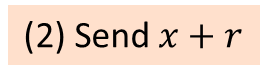 (2) Send x + r